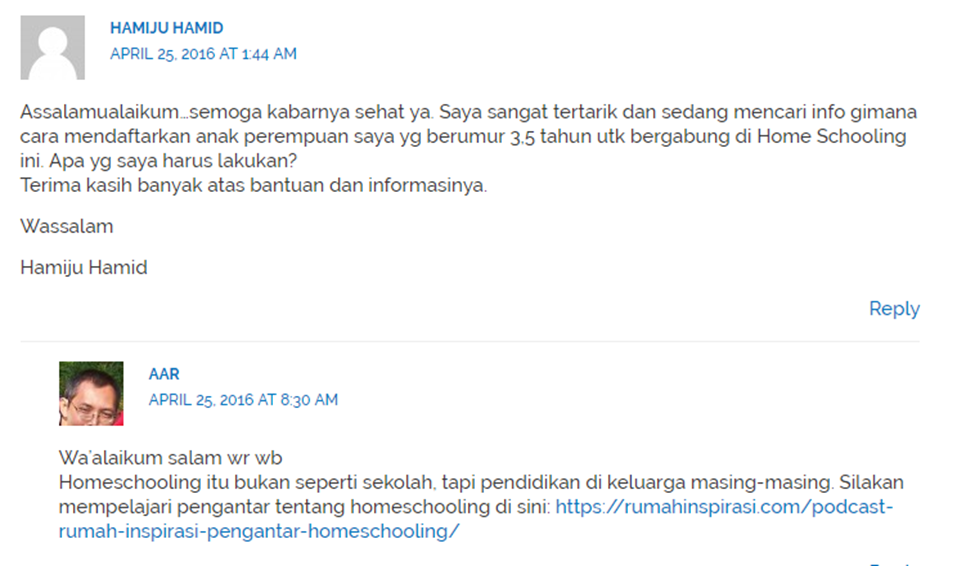 HAMIJU HAMID
APRIL 25, 2016 AT 1:44 AM
Assalamualaikum...semoga kabarnya sehat ya. Saya sangat tertarik dan sedang mencari info gimana
cara mendaftarkan anak perempuan saya yg berumur 3,5 tahun utk bergabung di Home Schooling
ini. Apa yg saya harus lakukan?
Terima kasih banyak atas bantuan dan informasinya.
Wassalam
Hamiju Hamid
Reply
AAR
APRIL 25, 2016 AT 8:30 AM
Wa'alaikum salam wr wb
Homeschooling itu bukan seperti sekolah, tapi pendidikan di keluarga masing-masing. Silakan
mempelajari pengantar tentang homeschooling di sini: https://rumahinspirasi.com/podcast-
rumah-inspirasi-pengantar-homeschooling/